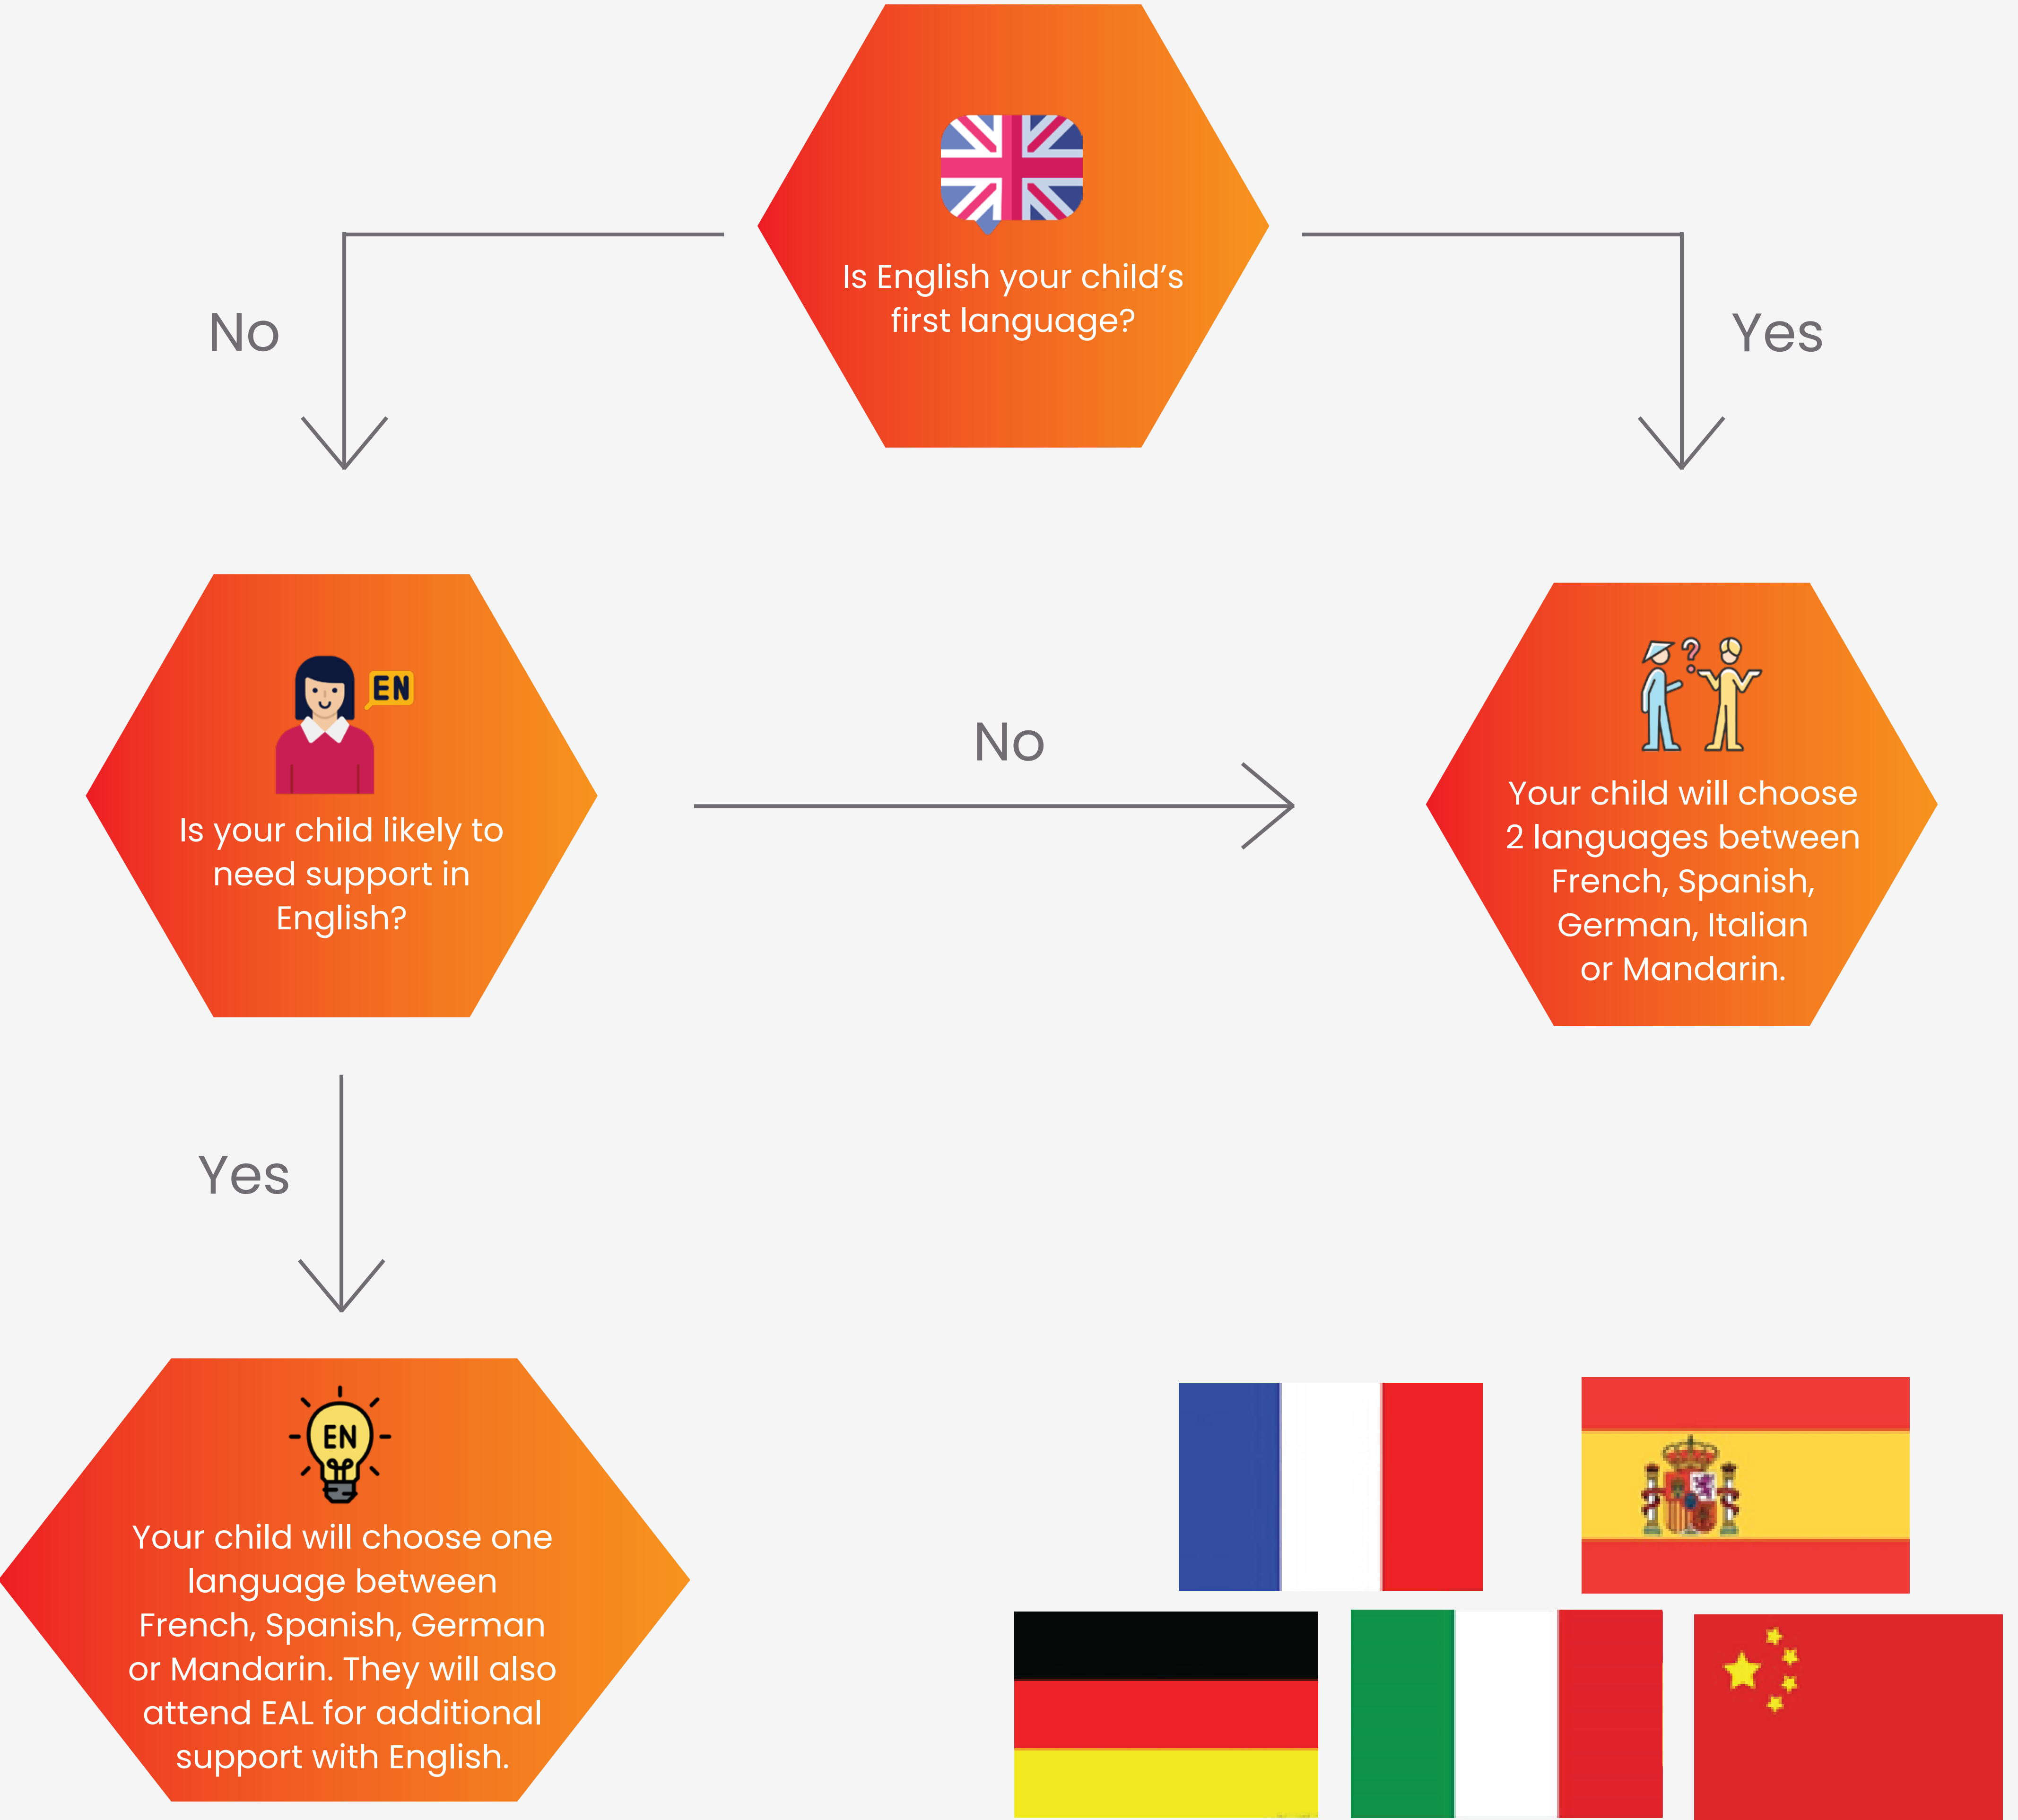 Is English your child’s
first language?
No
Yes
EN
Is your child likely to
need support in
English?
No
Your child will choose
2 languages between
French, Spanish,
German, Italian
or Mandarin.
Yes
EN
Your child will choose one
language between
French, Spanish, German
or Mandarin. They will also
attend EAL for additional
support with English.